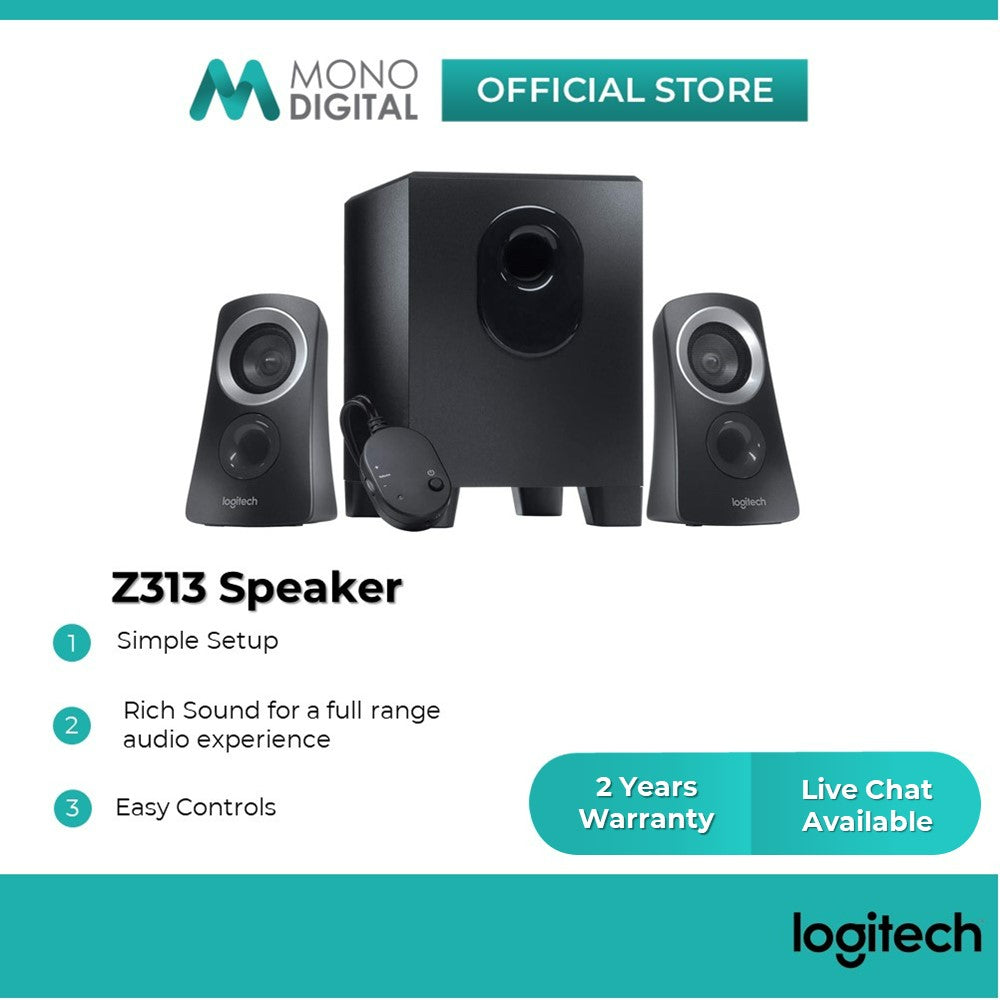 MONO
DIGITAL
OFFICIAL STORE
logitech
logitech
Z313 Speaker
1 Simple Setup
2 Rich Sound for a full range
audio experience
3 Easy Controls
2 Years
Warranty
Live Chat
Available
logitech